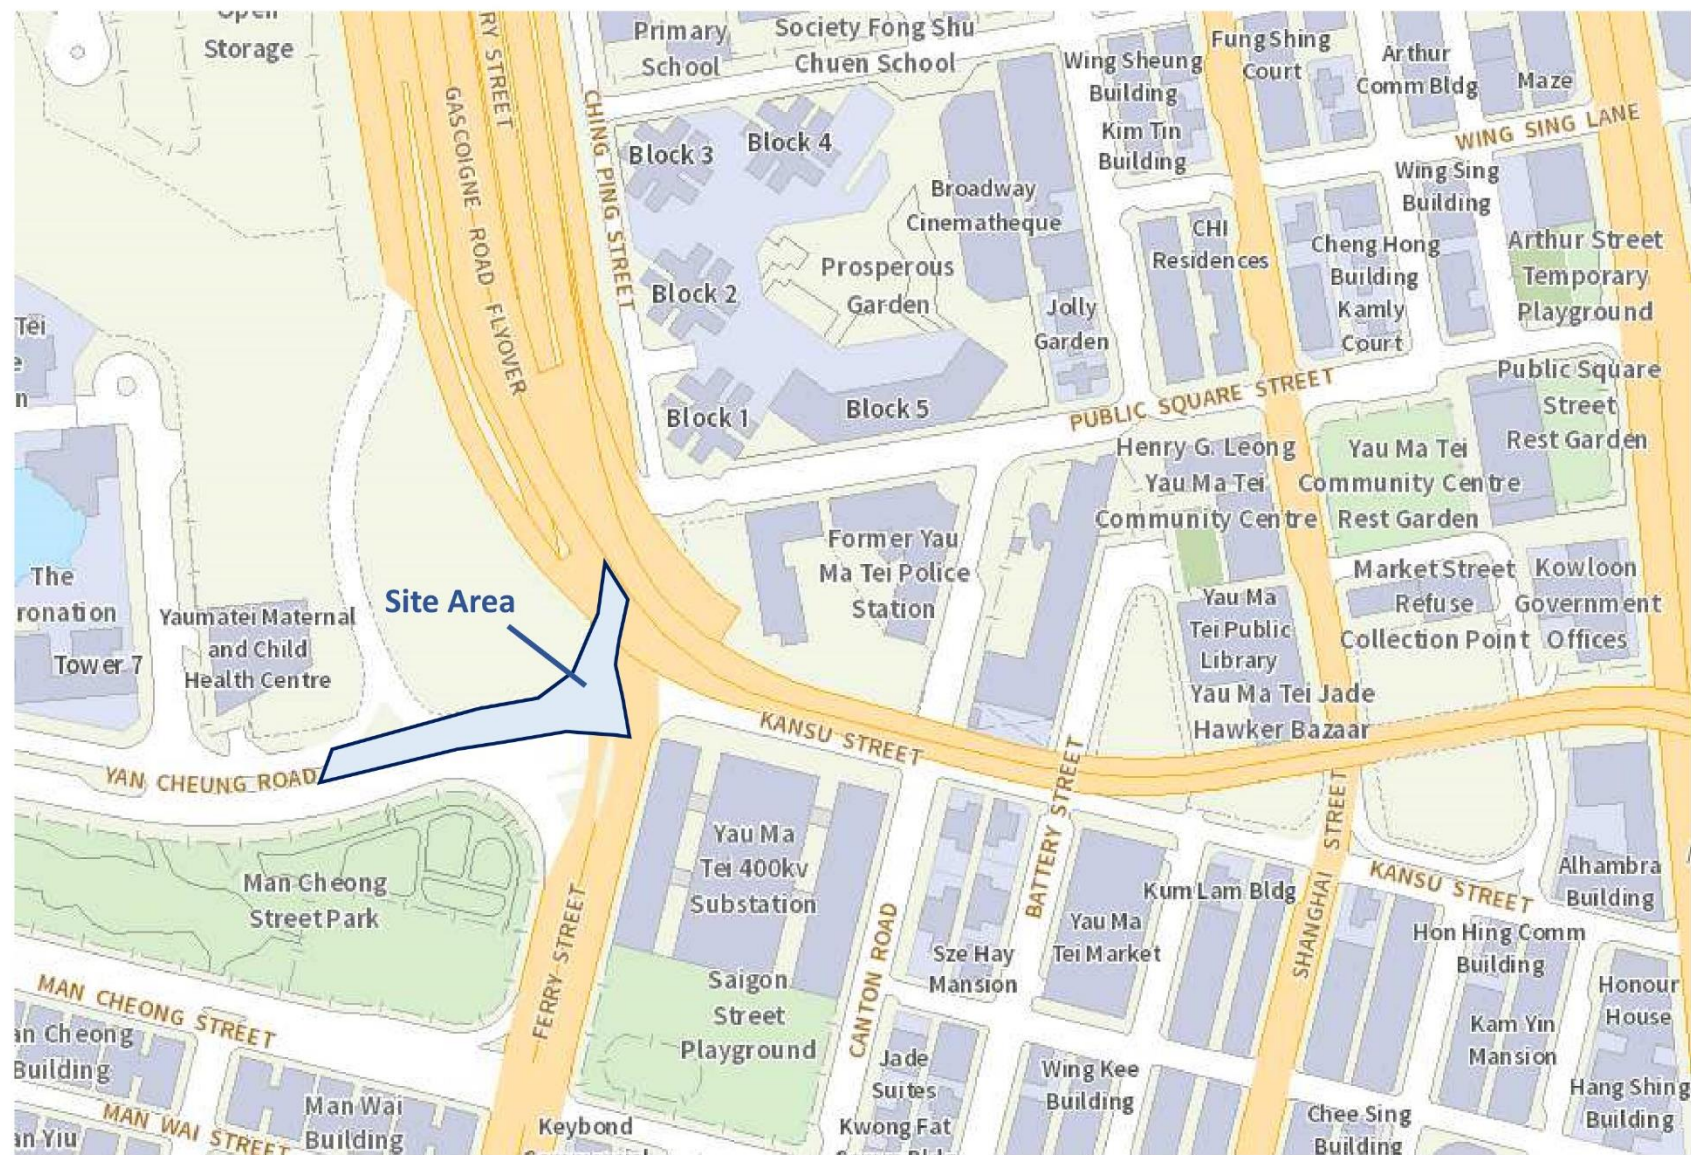 Open
Storage
RY STREET
GASCOIGNE ROAD FLYOVER
CHING PING STREET
Primary
School
Society Fong Shu
Chuen School
Wing Sheung
Building
Kim Tin
Building
Fung Shing
Court
Arthur
Comm Bldg
Maze
WING SING LANE
Block 3
Block 4
Broadway
Cinematheque
Wing Sing
Building
CHI
Residences
Cheng Hong
Building
Kamly
Court
Arthur Street
Temporary
Playground
Block 2
Prosperous
Garden
Jolly
Garden
Tei
e
n
Block 1
Block 5
PUBLIC SQUARE STREET
Public Square
Street
Rest Garden
Henry G. Leong
Yau Ma Tei
Community Centre
Yau Ma Tei
Community Centre
Rest Garden
Former Yau
Ma Tei Police
Station
The
ronation
Tower 7
Yaumatei Maternal
and Child
Health Centre
Site Area
Yau Ma
Tei Public
Library
Market Street
Refuse
Collection Point
Kowloon
Government
Offices
Yau Ma Tei Jade
Hawker Bazaar
YAN CHEUNG ROAD
KANSU STREET
BATTERY STREET
SHANGHAI STREET
Man Cheong
Street Park
FERRY STREET
Yau Ma
Tei 400kv
Substation
CANTON ROAD
Sze Hay
Mansion
Yau Ma
Tei Market
Kum Lam Bldg
KANSU STREET
Alhambra
Building
Hon Hing Comm
Building
Honour
House
Kam Yin
Mansion
Hang Shing
Building
MAN CHEONG STREET
an Cheong
Building
MAN WAI STREET
Man Wai
Building
an Yiu
Saigon
Street
Playground
Keybond
Jade
Suites
Kwong Fat
Wing Kee
Building
Chee Sing
Building